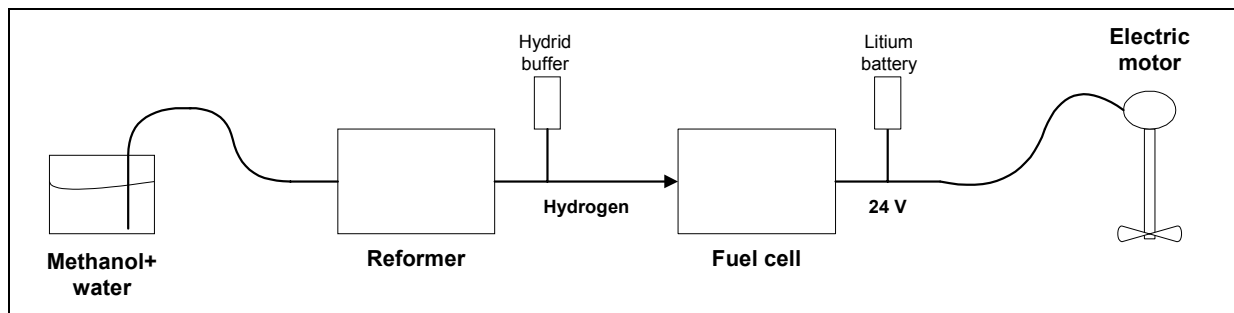 Hydrid
buffer
Litium
battery
Electric
motor
Hydrogen
24 V
Methanol+
water
Reformer
Fuel cell